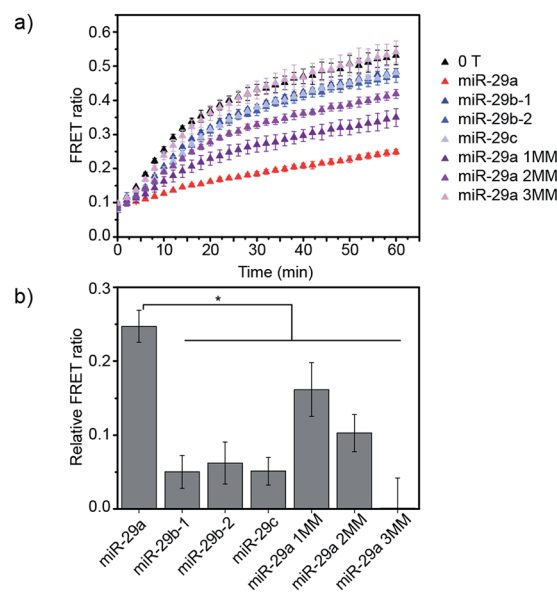 a)
FRET ratio
0.6
0.5
0.4
0.3
0.2
0.1
0.0
0 10 20 30 40 50 60
Time (min)
0 T
miR-29a
miR-29b-1
miR-29b-2
miR-29c
miR-29a 1MM
miR-29a 2MM
miR-29a 3MM
b)
Relative FRET ratio
0.3
0.2
0.1
0.0
*
miR-29a
miR-29b-1
miR-29b-2
miR-29c
miR-29a 1MM
miR-29a 2MM
miR-29a 3MM